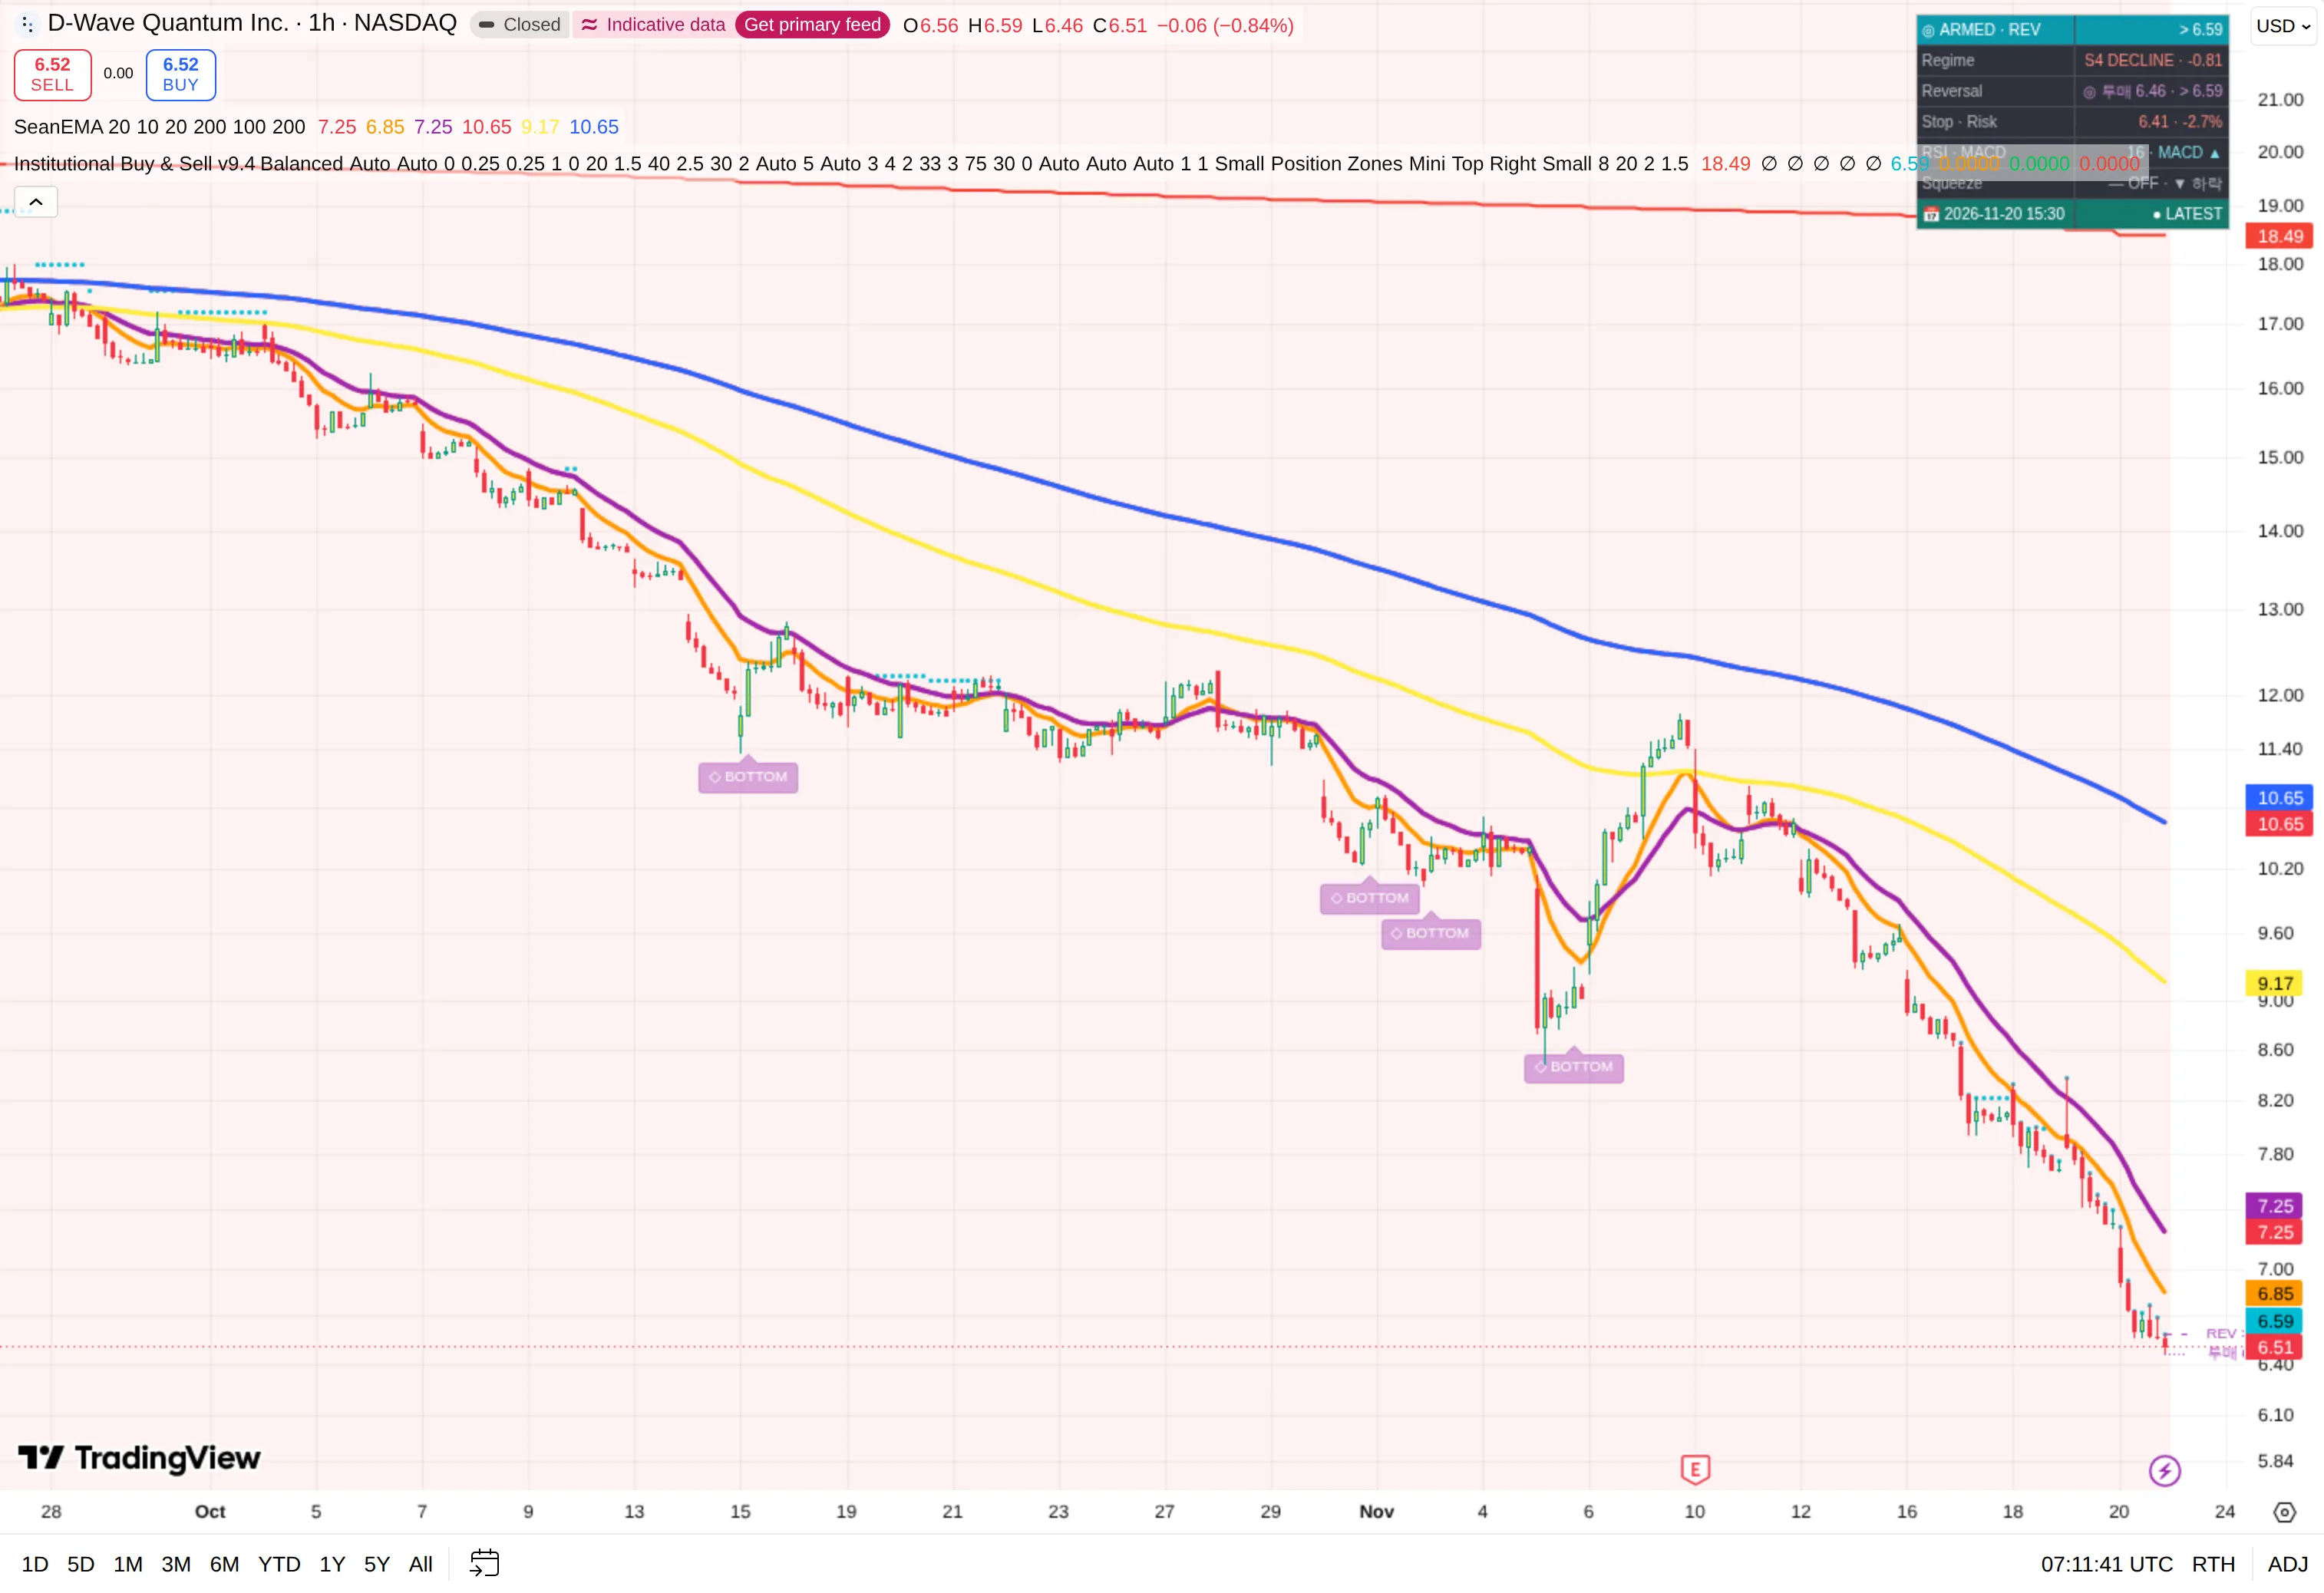 D-Wave Quantum Inc. · 1h · NASDAQ Closed Indicative data Get primary feed O6.56 H6.59 L6.46 C6.51 −0.06 (−0.84%)
6.52 SELL 0.00 6.52 BUY
SeanEMA 20 10 20 200 100 200 7.25 6.85 7.25 10.65 9.17 10.65
Institutional Buy & Sell v9.4 Balanced Auto Auto 0 0.25 0.25 1 0 20 1.5 40 2.5 30 2 Auto 5 Auto 3 4 2 33 3 75 30 0 Auto Auto Auto 1 1 Small Position Zones Mini Top Right Small 8 20 2 1.5 18.49 ∅ ∅ ∅ ∅ ∅ 6.59 0.0000 0.0000 0.0000
◎ ARMED · REV > 6.59
Regime S4 DECLINE · -0.81
Reversal ◎ 투매 6.46 · > 6.59
Stop · Risk 6.41 · -2.7%
RSI · MACD 16 · MACD ▲
Squeeze — OFF · ▼ 하락
2026-11-20 15:30 ● LATEST
USD
21.00
20.00
19.00
18.49
18.00
17.00
16.00
15.00
14.00
13.00
12.00
11.40
10.65
10.65
10.20
9.60
9.17
9.00
8.60
8.20
7.80
7.25
7.25
7.00
6.85
6.59
6.51
6.40
6.10
5.84
◇ BOTTOM
◇ BOTTOM
◇ BOTTOM
◇ BOTTOM
REV
투매
TradingView
E
28 Oct 5 7 9 13 15 19 21 23 27 29 Nov 4 6 10 12 16 18 20 24
1D 5D 1M 3M 6M YTD 1Y 5Y All 07:11:41 UTC RTH ADJ